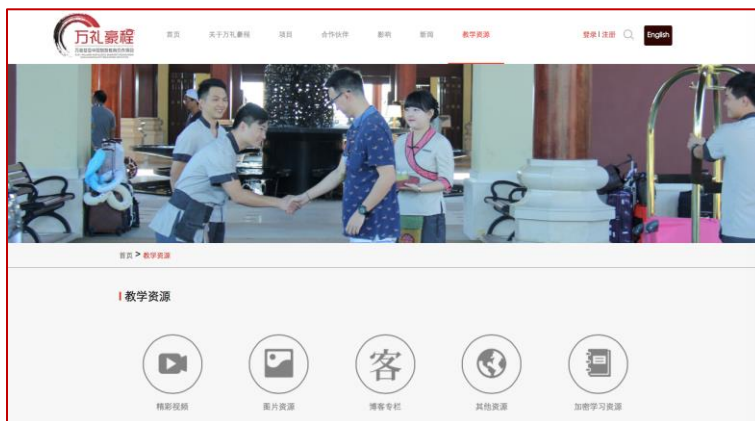 万礼豪程
首页 关于万礼豪程 项目 合作伙伴 影响 新闻 教学资源 登录 | 注册 English
首页 > 教学资源
教学资源
精彩视频 图片资源 博客专栏 其他资源 加密学习资源
客